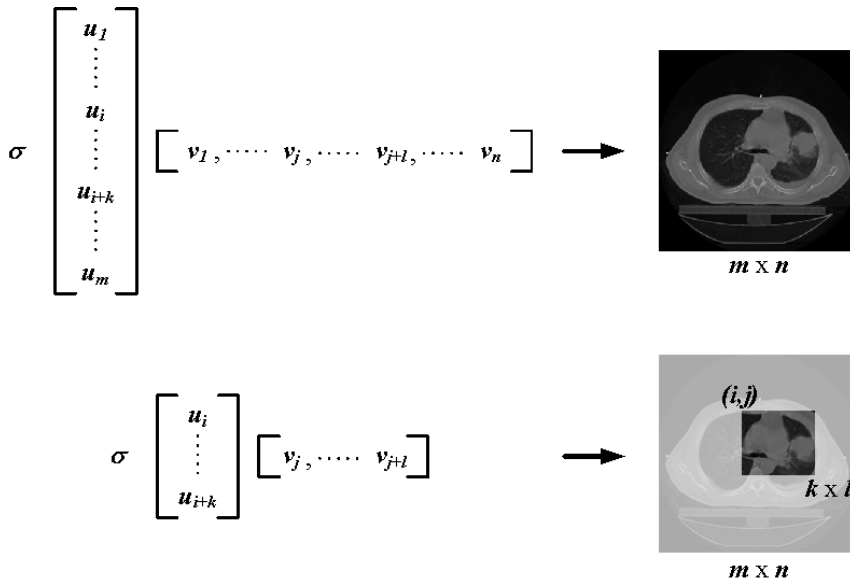 u1
......
ui
......
ui+k
......
um
σ
[ v1 , ...... vj , ...... vj+l , ...... vn ]
m x n
ui
......
ui+k
σ
[ vj , ...... vj+l ]
(i,j)
k x l
m x n